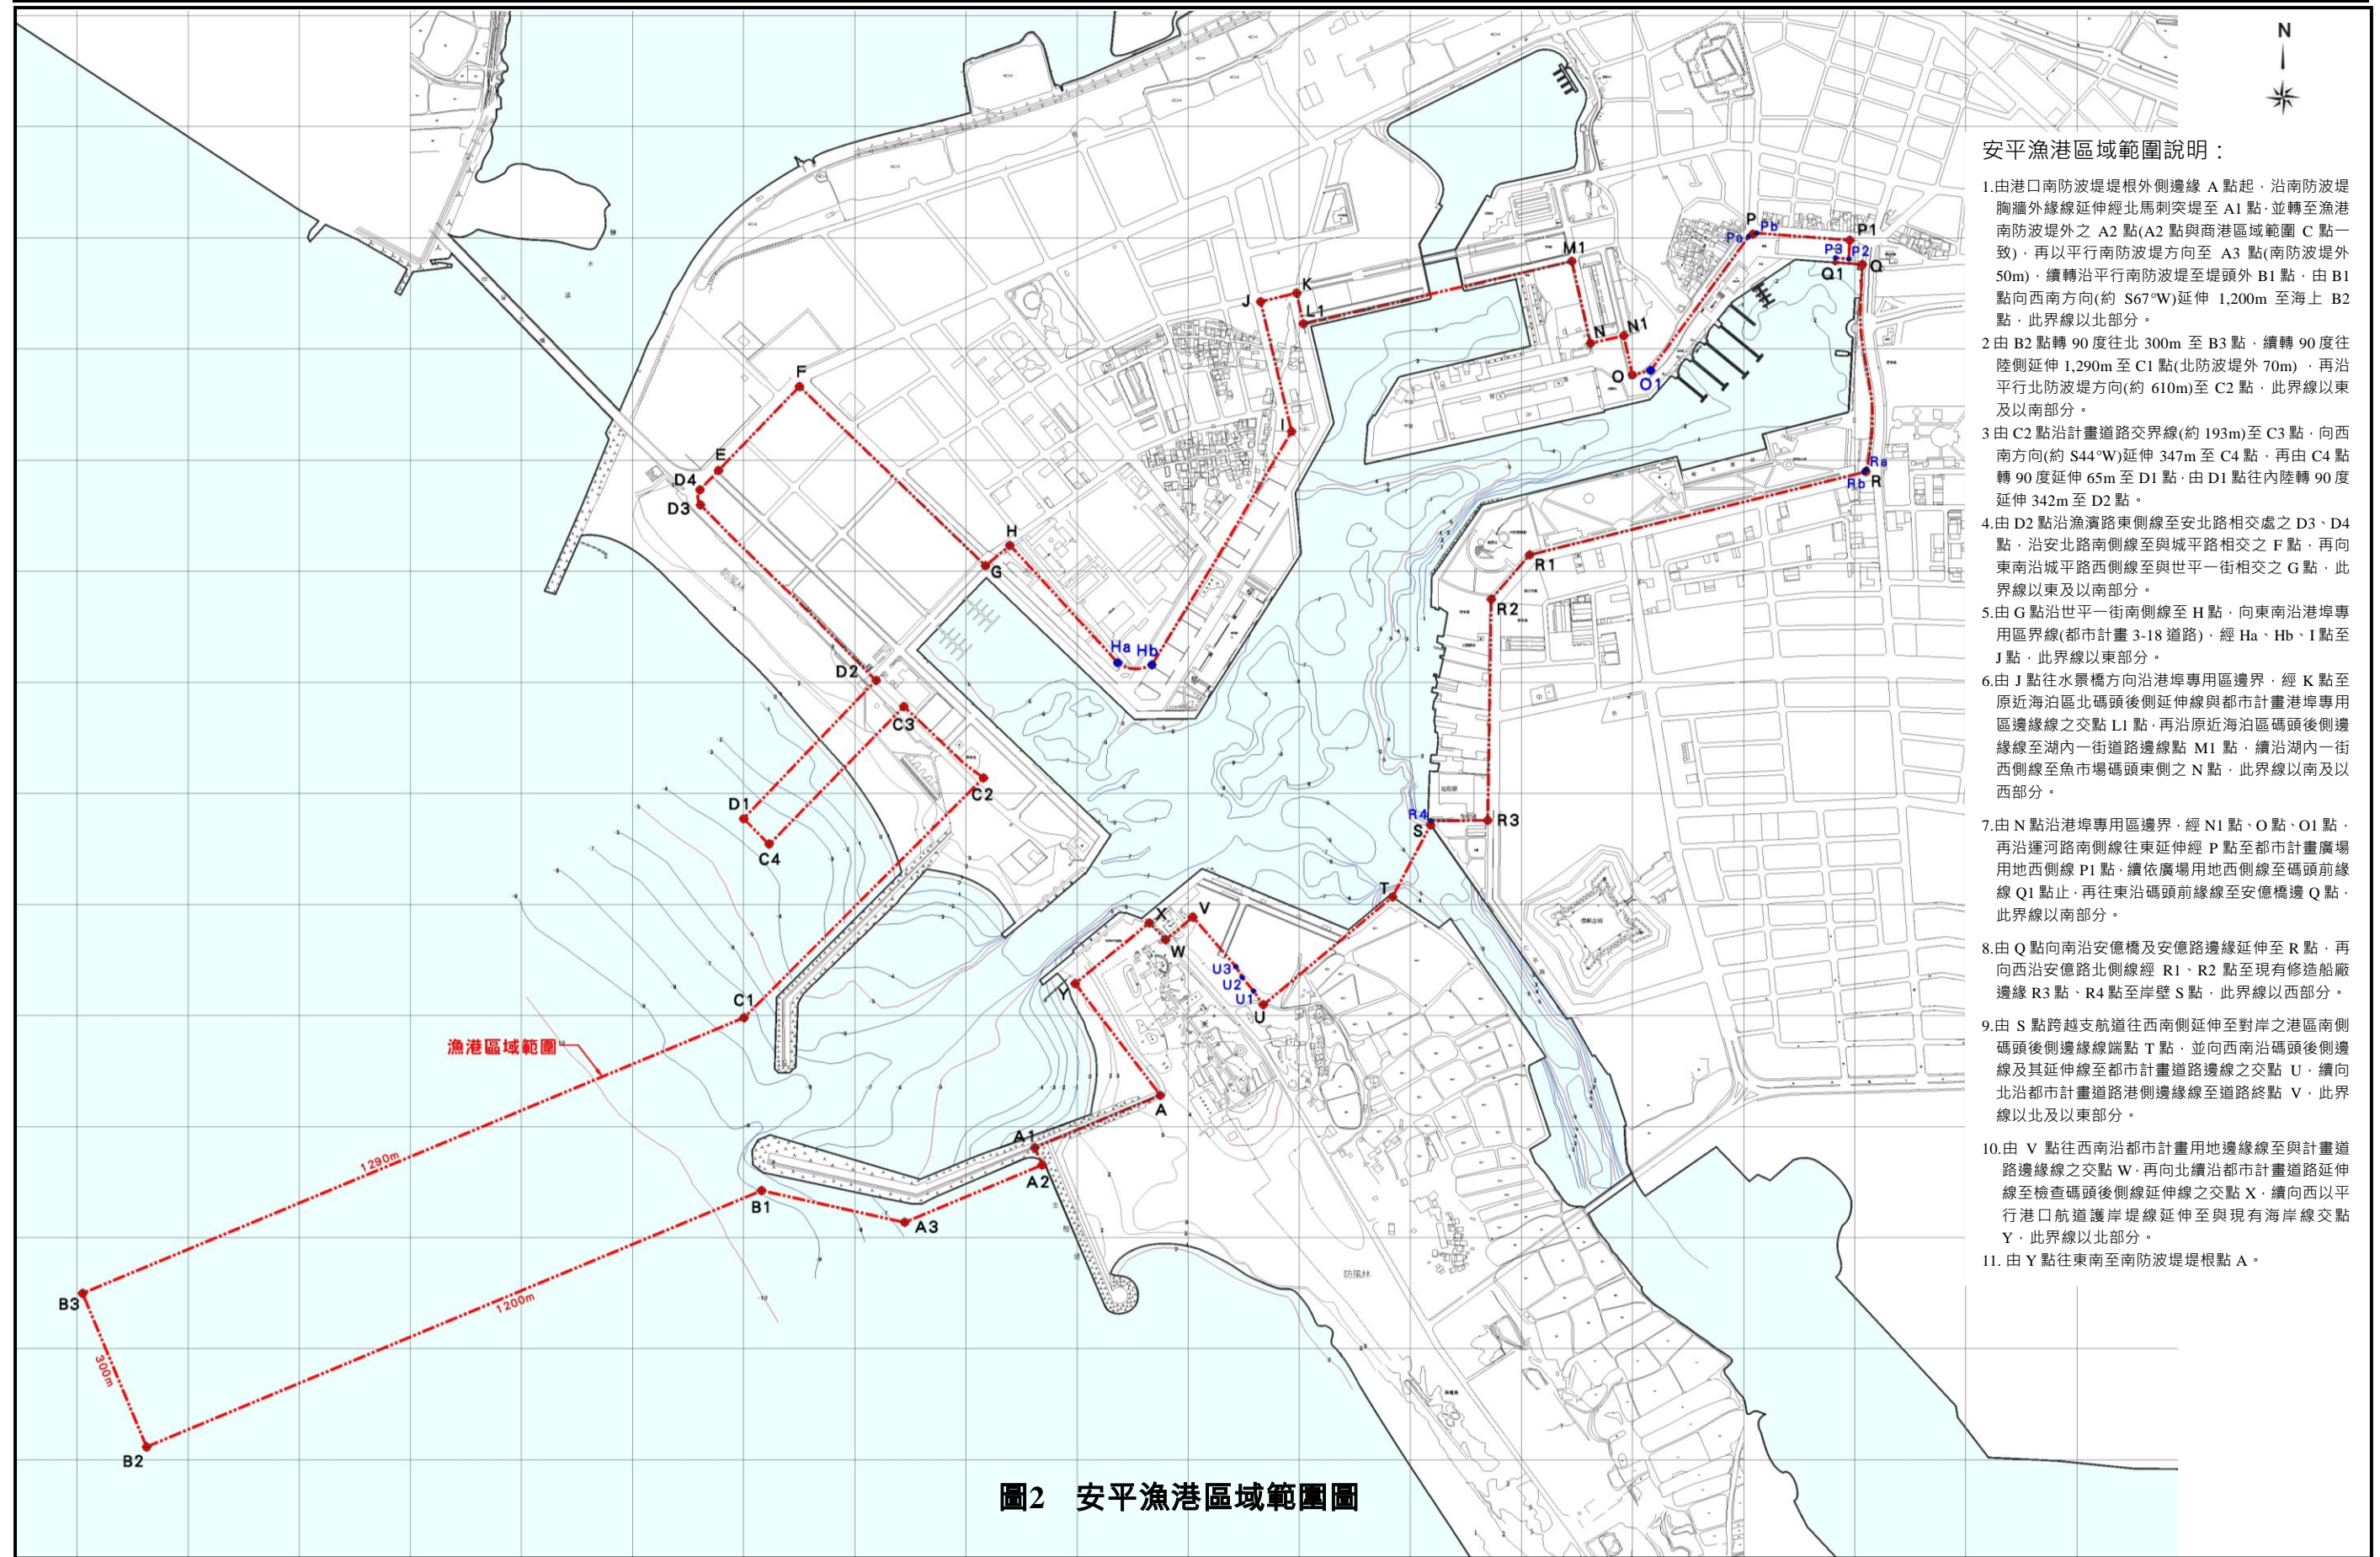 N
安平漁港區域範圍說明：
1.由港口南防波堤堤根外側邊緣 A 點起，沿南防波堤
胸牆外緣線延伸經北馬刺突堤至 A1 點，並轉至漁港
南防波堤外之 A2 點(A2 點與商港區域範圍 C 點一
致)，再以平行南防波堤方向至 A3 點(南防波堤外
50m)，續轉沿平行南防波堤至堤頭外 B1 點，由 B1
點向西南方向(約 S67°W)延伸 1,200m 至海上 B2
點，此界線以北部分。
2 由 B2 點轉 90 度往北 300m 至 B3 點，續轉 90 度往
陸側延伸 1,290m 至 C1 點(北防波堤外 70m) ，再沿
平行北防波堤方向(約 610m)至 C2 點，此界線以東
及以南部分。
3 由 C2 點沿計畫道路交界線(約 193m)至 C3 點，向西
南方向(約 S44°W)延伸 347m 至 C4 點，再由 C4 點
轉 90 度延伸 65m 至 D1 點，由 D1 點往內陸轉 90 度
延伸 342m 至 D2 點。
4.由 D2 點沿漁濱路東側線至安北路相交處之 D3、D4
點，沿安北路南側線至與城平路相交之 F 點，再向
東南沿城平路西側線至與世平一街相交之 G 點，此
界線以東及以南部分。
5.由 G 點沿世平一街南側線至 H 點，向東南沿港埠專
用區界線(都市計畫 3-18 道路)，經 Ha、Hb、I 點至
J 點，此界線以東部分。
6.由 J 點往水景橋方向沿港埠專用區邊界，經 K 點至
原近海泊區北碼頭後側延伸線與都市計畫港埠專用
區邊緣線之交點 L1 點，再沿原近海泊區碼頭後側邊
緣線至湖內一街道路邊線點 M1 點，續沿湖內一街
西側線至魚市場碼頭東側之 N 點，此界線以南及以
西部分。
7.由 N 點沿港埠專用區邊界，經 N1 點、O 點、O1 點，
再沿運河路南側線往東延伸經 P 點至都市計畫廣場
用地西側線 P1 點，續依廣場用地西側線至碼頭前緣
線 Q1 點止，再往東沿碼頭前緣線至安億橋邊 Q 點，
此界線以南部分。
8.由 Q 點向南沿安億橋及安億路邊緣延伸至 R 點，再
向西沿安億路北側線經 R1、R2 點至現有修造船廠
邊緣 R3 點、R4 點至岸壁 S 點，此界線以西部分。
9.由 S 點跨越支航道往西南側延伸至對岸之港區南側
碼頭後側邊緣線端點 T 點，並向西南沿碼頭後側邊
線及其延伸線至都市計畫道路邊線之交點 U，續向
北沿都市計畫道路港側邊緣線至道路終點 V，此界
線以北及以東部分。
10.由 V 點往西南沿都市計畫用地邊緣線至與計畫道
路邊緣線之交點 W，再向北續沿都市計畫道路延伸
線至檢查碼頭後側線延伸線之交點 X，續向西以平
行港口航道護岸堤線延伸至與現有海岸線交點
Y，此界線以北部分。
11. 由 Y 點往東南至南防波堤堤根點 A。
P
Pb
Pa
P1
P3
P2
Q1
Q
M1
K
J
L1
N
N1
O
O1
F
I
E
D4
D3
Ra
Rb
R
H
G
R1
R2
防風林
Ha
Hb
D2
C3
C2
D1
C4
R4
S
R3
T
億載金城
X
V
W
U3
U2
U1
U
Y
C1
漁港區域範圍
A
A1
A2
1290m
B1
A3
防風林
B3
1200m
300m
B2
圖2 安平漁港區域範圍圖